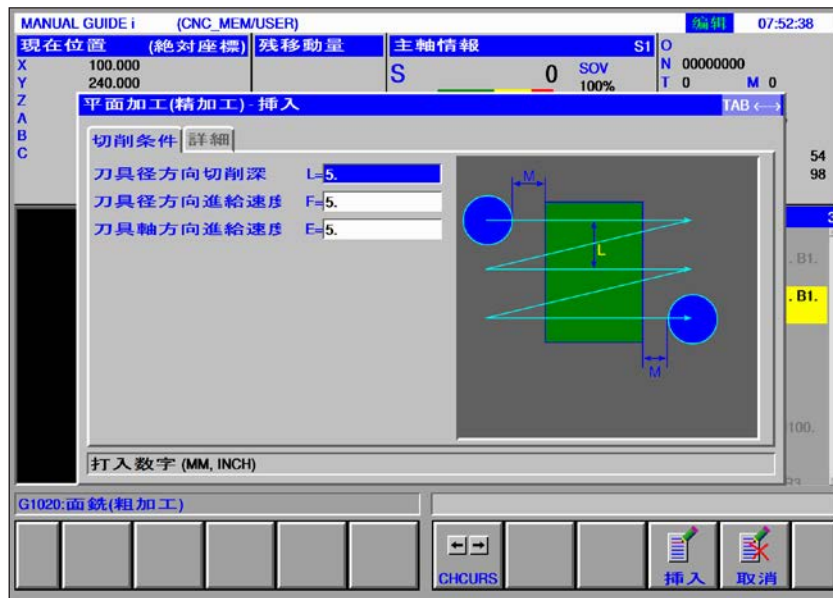 MANUAL GUIDE i (CNC_MEM/USER) 编辑 07:52:38
現在位置 (絶対座標) 残移動量 主軸情報 S1 O
X 100.000 S 0 SOV N 00000000
Y 240.000 100% T 0 M 0
Z 平面加工(精加工)-插入 TAB
A
B 切削条件 詳細
C 54
98
刀具径方向切削深 L=5.
刀具径方向進給速度 F=5.
刀具軸方向進給速度 E=5.
M
L
M
. B1.
. B1.
100.
打入数字 (MM, INCH)
G1020:面銑(粗加工)
CHCURS 插入 取消